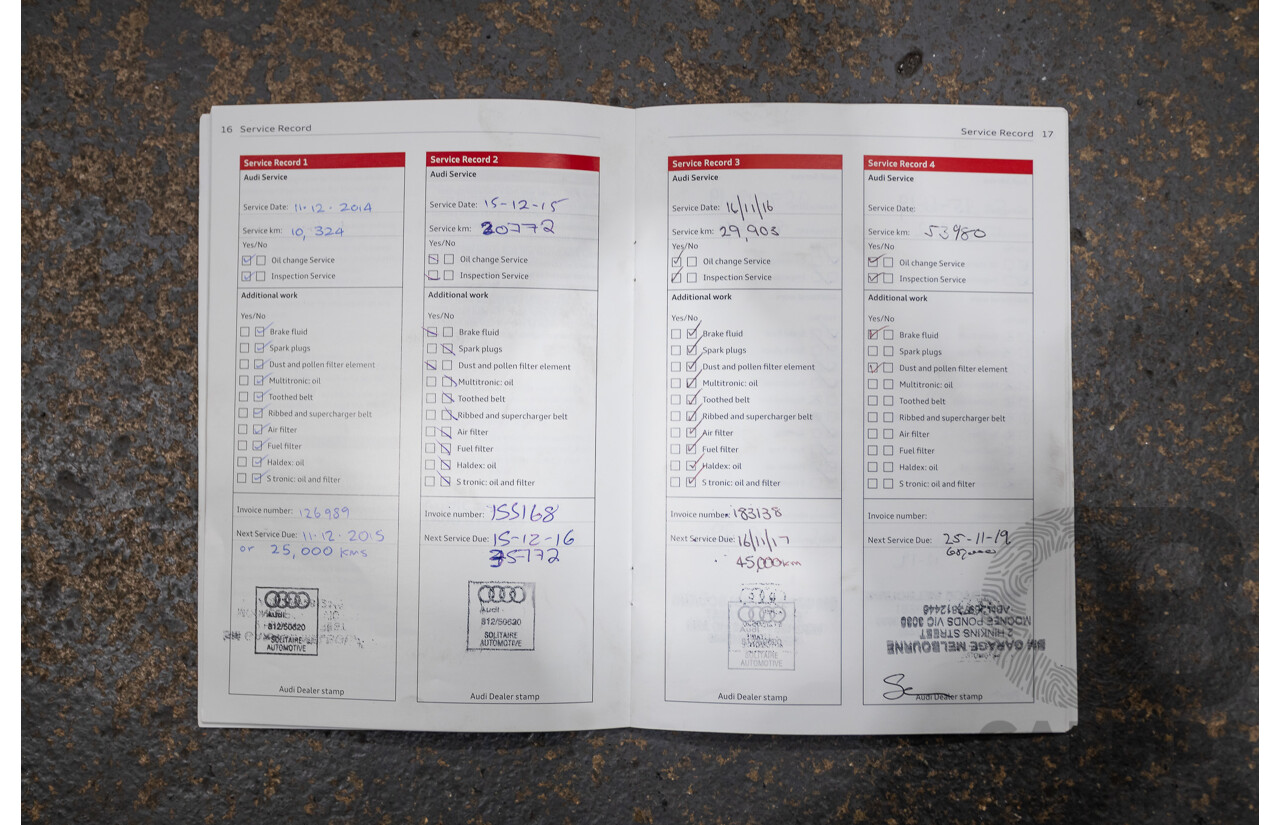 16 Service Record
Service Record 1
Audi Service
Service Date: 11·12·2014
Service km: 10,324
Yes/No
Oil change Service
Inspection Service
Additional work
Yes/No
Brake fluid
Spark plugs
Dust and pollen filter element
Multitronic: oil
Toothed belt
Ribbed and supercharger belt
Air filter
Fuel filter
Haldex: oil
S tronic: oil and filter
Invoice number: 126989
Next Service Due: 11·12·2015
or 25,000 kms
Audi
812/50620
SOLITAIRE
AUTOMOTIVE
Audi Dealer stamp
Service Record 2
Audi Service
Service Date: 15-12-15
Service km: 20772
Yes/No
Oil change Service
Inspection Service
Additional work
Yes/No
Brake fluid
Spark plugs
Dust and pollen filter element
Multitronic: oil
Toothed belt
Ribbed and supercharger belt
Air filter
Fuel filter
Haldex: oil
S tronic: oil and filter
Invoice number: 155168
Next Service Due: 15-12-16
35772
Audi
812/50620
SOLITAIRE
AUTOMOTIVE
Audi Dealer stamp
Service Record 17
Service Record 3
Audi Service
Service Date: 16/11/16
Service km: 29,903
Yes/No
Oil change Service
Inspection Service
Additional work
Yes/No
Brake fluid
Spark plugs
Dust and pollen filter element
Multitronic: oil
Toothed belt
Ribbed and supercharger belt
Air filter
Fuel filter
Haldex: oil
S tronic: oil and filter
Invoice number: 183138
Next Service Due: 16/11/17
45,000km
Audi
SOLITAIRE
AUTOMOTIVE
Audi Dealer stamp
Service Record 4
Audi Service
Service Date:
Service km: 53980
Yes/No
Oil change Service
Inspection Service
Additional work
Yes/No
Brake fluid
Spark plugs
Dust and pollen filter element
Multitronic: oil
Toothed belt
Ribbed and supercharger belt
Air filter
Fuel filter
Haldex: oil
S tronic: oil and filter
Invoice number:
Next Service Due: 25-11-19
GARAGE MELBOURNE
HINKINS STREET
MOONEE PONDS VIC 3039
Audi Dealer stamp